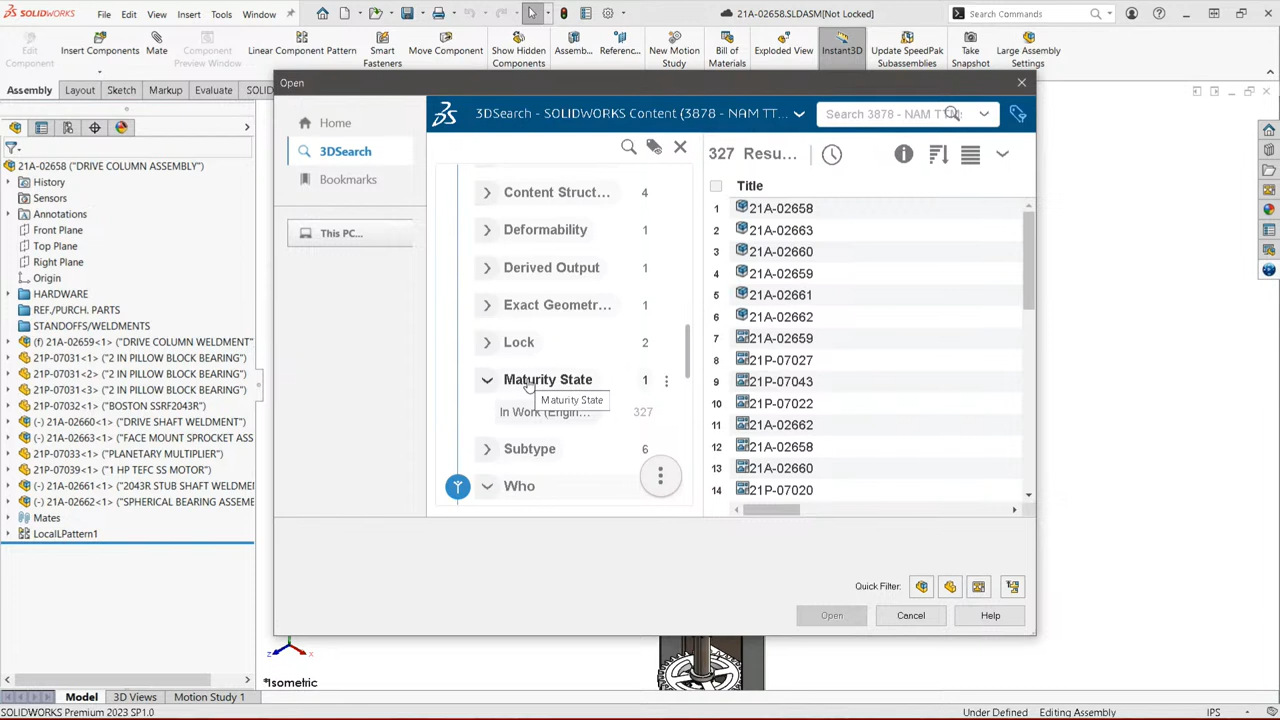 SOLIDWORKS File Edit View Insert Tools Window 21A-02658.SLDASM[Not Locked] Search Commands
Edit Component
Insert Components
Mate
Component Preview Window
Linear Component Pattern
Smart Fasteners
Move Component
Show Hidden Components
Assemb...
Referenc...
New Motion Study
Bill of Materials
Exploded View
Instant3D
Update SpeedPak Subassemblies
Take Snapshot
Large Assembly Settings
Assembly Layout Sketch Markup Evaluate SOLID
Open
21A-02658 ("DRIVE COLUMN ASSEMBLY")
History
Sensors
Annotations
Front Plane
Top Plane
Right Plane
Origin
HARDWARE
REF./PURCH. PARTS
STANDOFFS/WELDMENTS
(f) 21A-02659<1> ("DRIVE COLUMN WELDMENT"
21P-07031<1> ("2 IN PILLOW BLOCK BEARING")
21P-07031<2> ("2 IN PILLOW BLOCK BEARING")
21P-07031<3> ("2 IN PILLOW BLOCK BEARING")
21P-07032<1> ("BOSTON SSRF2043R")
(-) 21A-02660<1> ("DRIVE SHAFT WELDMENT")
(-) 21A-02663<1> ("FACE MOUNT SPROCKET ASS
21P-07033<1> ("PLANETARY MULTIPLIER")
21P-07039<1> ("1 HP TEFC SS MOTOR")
(-) 21A-02661<1> ("2043R STUB SHAFT WELDMEN
(-) 21A-02662<1> ("SPHERICAL BEARING ASSEME
Mates
LocalLPattern1
Home
3DSearch
Bookmarks
This PC...
3DSearch - SOLIDWORKS Content (3878 - NAM TT...
Search 3878 - NAM TTM
Content Struct... 4
Deformability 1
Derived Output 1
Exact Geometr... 1
Lock 2
Maturity State 1
Maturity State
In Work (Engin... 327
Subtype 6
Who
327 Resu...
Title
1 21A-02658
2 21A-02663
3 21A-02660
4 21A-02659
5 21A-02661
6 21A-02662
7 21A-02659
8 21P-07027
9 21P-07043
10 21P-07022
11 21A-02662
12 21A-02658
13 21A-02660
14 21P-07020
Quick Filter:
Open Cancel Help
z x
*Isometric
Model 3D Views Motion Study 1
SOLIDWORKS Premium 2023 SP1.0 Under Defined Editing Assembly IPS